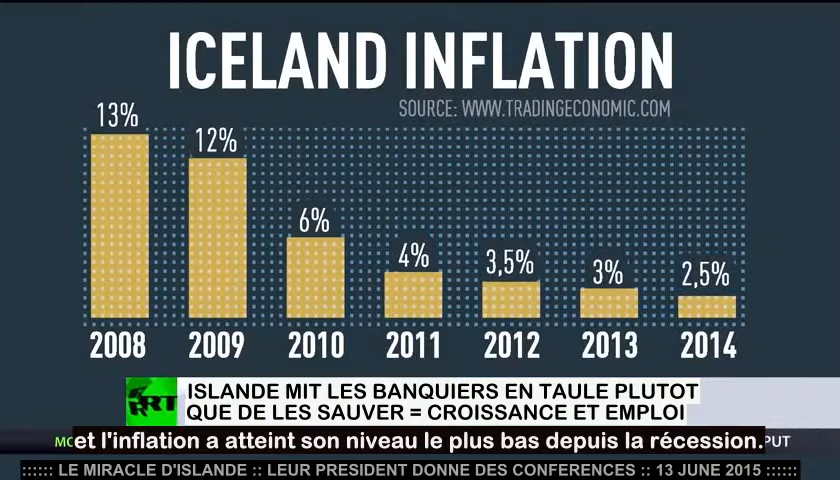 ICELAND INFLATION
SOURCE: WWW.TRADINGECONOMIC.COM
13%
12%
6%
4%
3,5%
3%
2,5%
2008 2009 2010 2011 2012 2013 2014
RT
ISLANDE MIT LES BANQUIERS EN TAULE PLUTOT
QUE DE LES SAUVER = CROISSANCE ET EMPLOI
et l'inflation a atteint son niveau le plus bas depuis la récession.
:::::: LE MIRACLE D'ISLANDE :: LEUR PRESIDENT DONNE DES CONFERENCES :: 13 JUNE 2015 ::::::